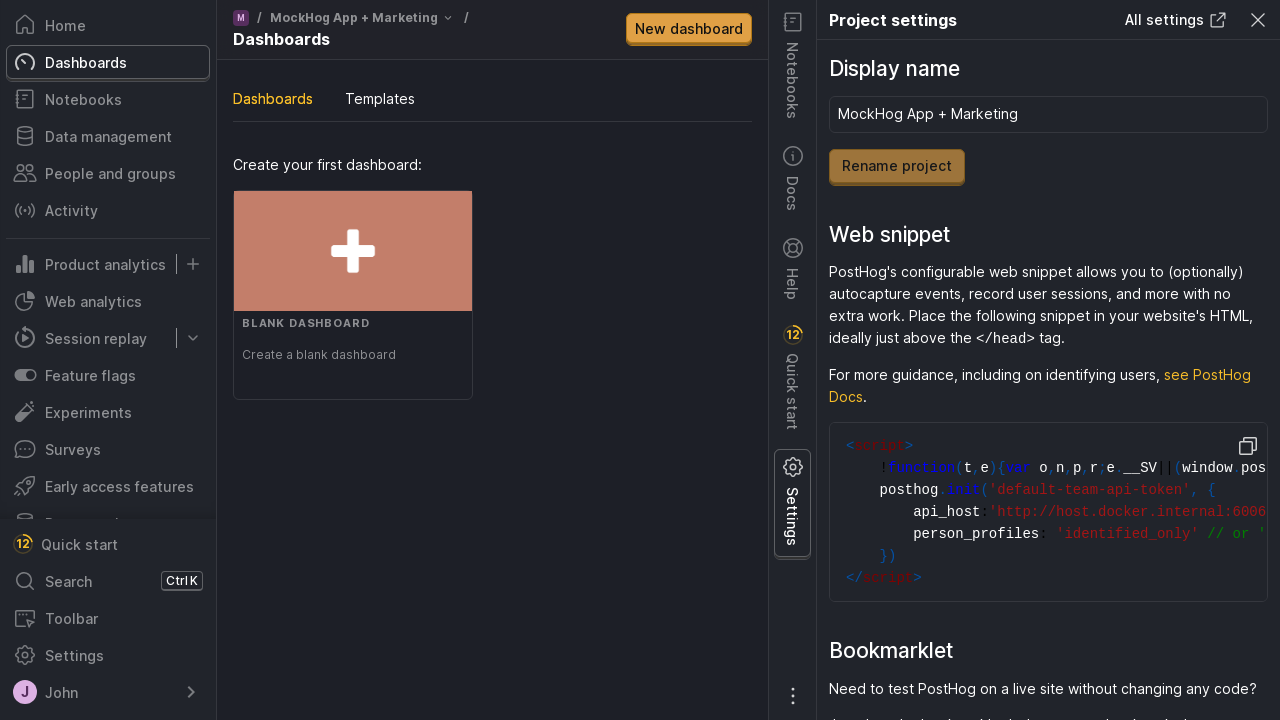 Home
Dashboards
Notebooks
Data management
People and groups
Activity
Product analytics
Web analytics
Session replay
Feature flags
Experiments
Surveys
Early access features
12 Quick start
Search Ctrl K
Toolbar
Settings
J John
M / MockHog App + Marketing /
Dashboards
New dashboard
Dashboards Templates
Create your first dashboard:
BLANK DASHBOARD
Create a blank dashboard
Notebooks
Docs
Help
12 Quick start
Settings
Project settings
All settings
Display name
MockHog App + Marketing
Rename project
Web snippet
PostHog's configurable web snippet allows you to (optionally)
autocapture events, record user sessions, and more with no
extra work. Place the following snippet in your website's HTML,
ideally just above the </head> tag.
For more guidance, including on identifying users, see PostHog
Docs.
<script>
!function(t,e){var o,n,p,r;e.__SV||(window.pos
posthog.init('default-team-api-token', {
api_host:'http://host.docker.internal:6006
person_profiles: 'identified_only' // or '
})
</script>
Bookmarklet
Need to test PostHog on a live site without changing any code?